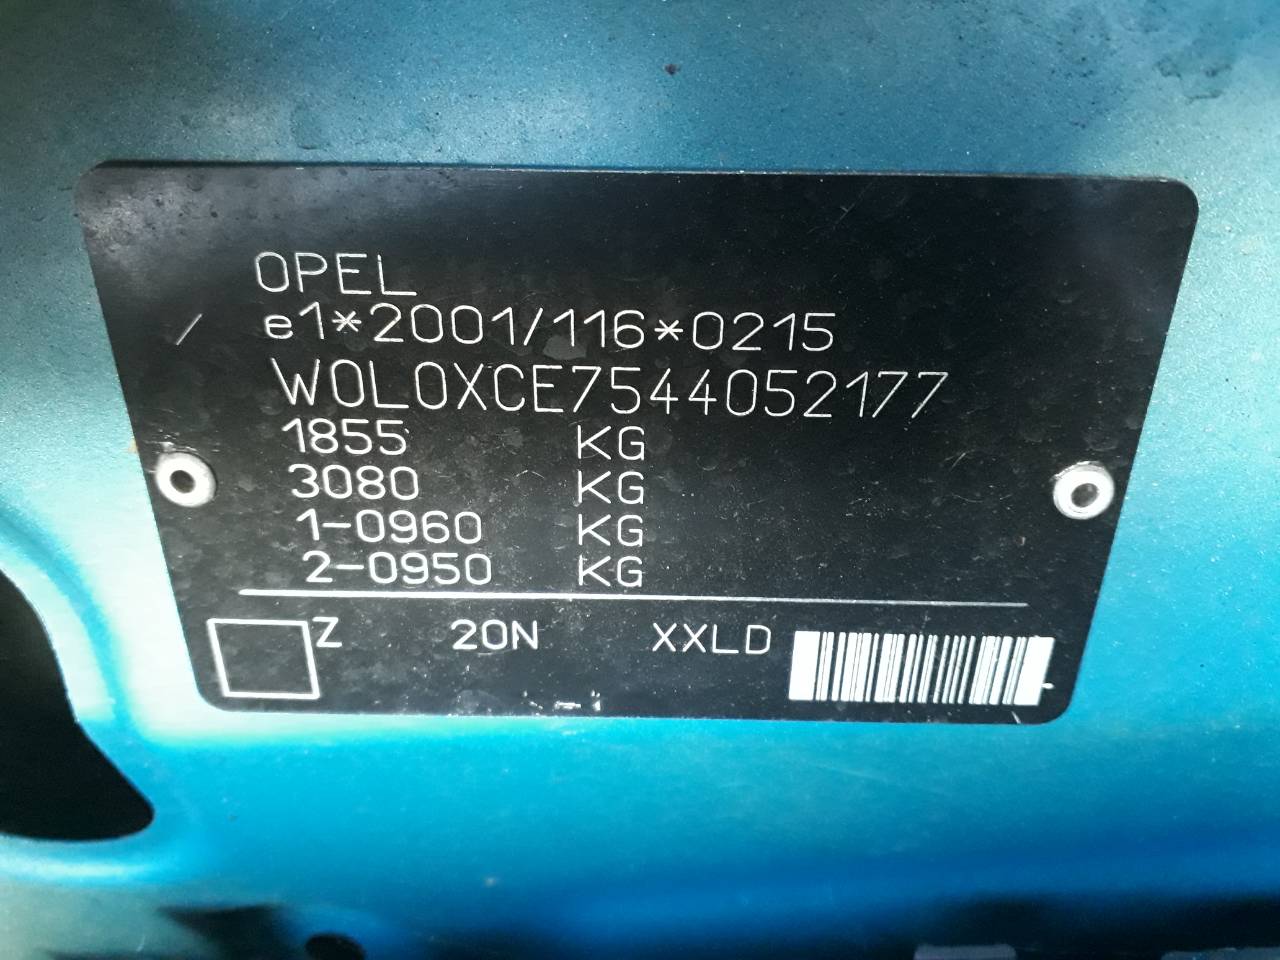 OPEL
e1*2001/116*0215
W0L0XCE7544052177
1855 KG
3080 KG
1-0960 KG
2-0950 KG
Z 20N XXLD